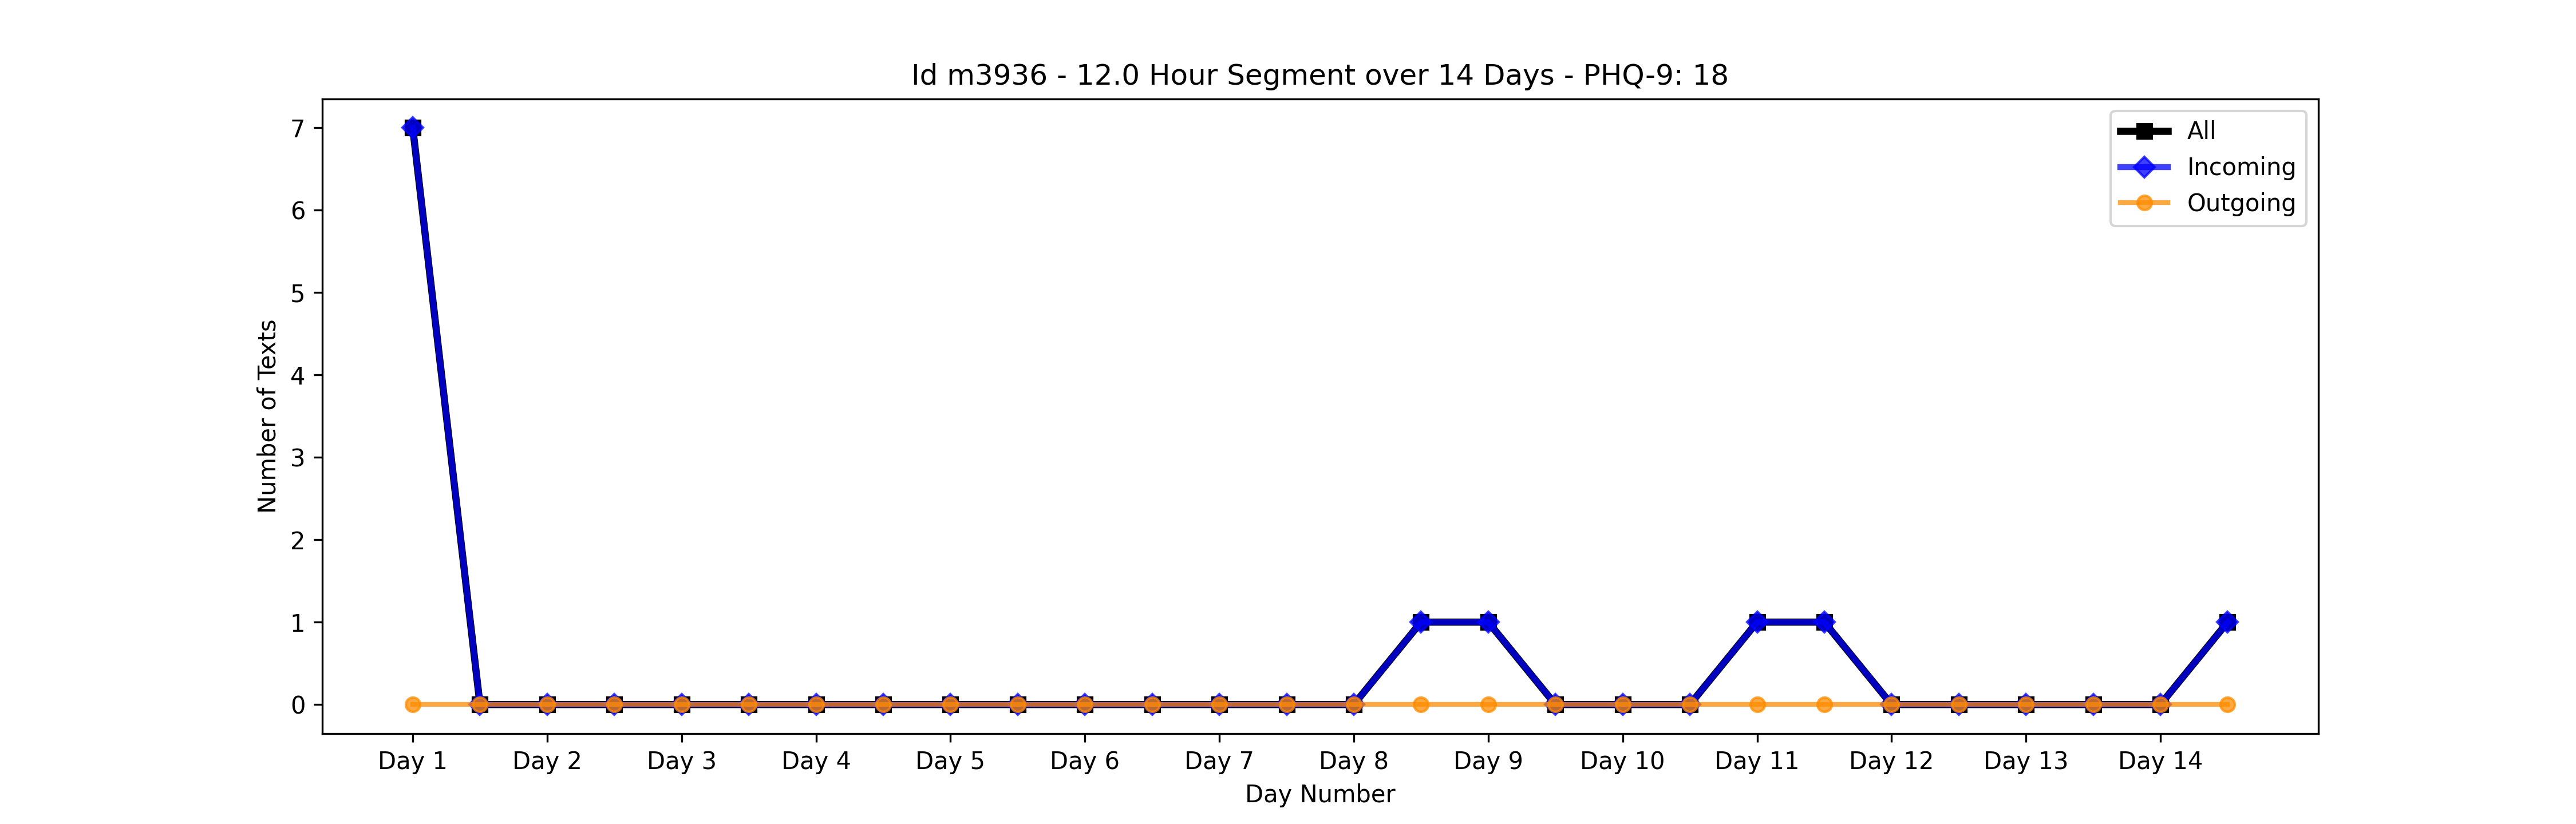 Id m3936 - 12.0 Hour Segment over 14 Days - PHQ-9: 18
All
Incoming
Outgoing
Number of Texts
7
6
5
4
3
2
1
0
Day 1 Day 2 Day 3 Day 4 Day 5 Day 6 Day 7 Day 8 Day 9 Day 10 Day 11 Day 12 Day 13 Day 14
Day Number